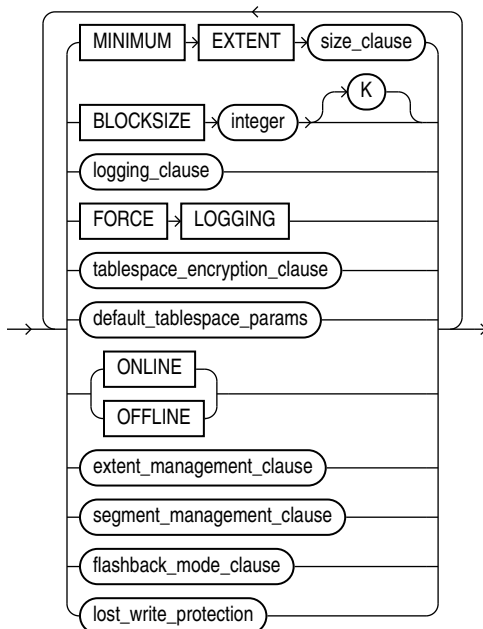 MINIMUM EXTENT size_clause
K
BLOCKSIZE integer
logging_clause
FORCE LOGGING
tablespace_encryption_clause
default_tablespace_params
ONLINE
OFFLINE
extent_management_clause
segment_management_clause
flashback_mode_clause
lost_write_protection